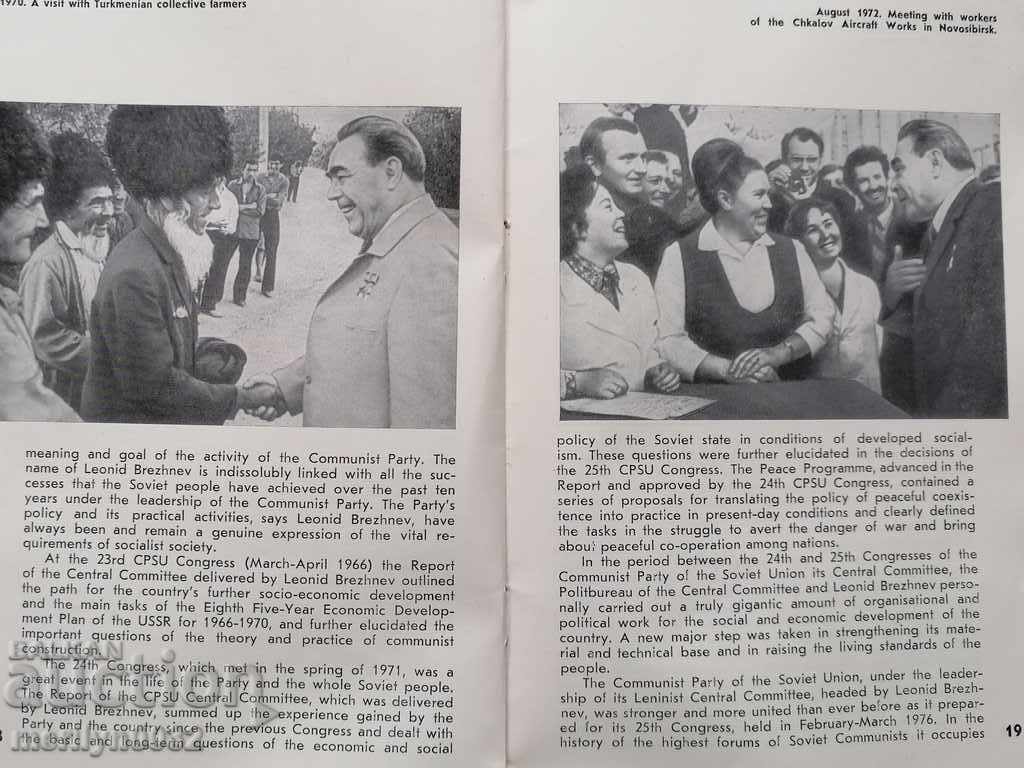 1970. A visit with Turkmenian collective farmers
meaning and goal of the activity of the Communist Party. The
name of Leonid Brezhnev is indissolubly linked with all the suc-
cesses that the Soviet people have achieved over the past ten
years under the leadership of the Communist Party. The Party's
policy and its practical activities, says Leonid Brezhnev, have
always been and remain a genuine expression of the vital re-
quirements of socialist society.
At the 23rd CPSU Congress (March-April 1966) the Report
of the Central Committee delivered by Leonid Brezhnev outlined
the path for the country's further socio-economic development
and the main tasks of the Eighth Five-Year Economic Develop-
ment Plan of the USSR for 1966-1970, and further elucidated the
important questions of the theory and practice of communist
construction.
The 24th Congress, which met in the spring of 1971, was a
great event in the life of the Party and the whole Soviet people.
The Report of the CPSU Central Committee, which was delivered
by Leonid Brezhnev, summed up the experience gained by the
Party and the country since the previous Congress and dealt with
the basic and long-term questions of the economic and social
August 1972. Meeting with workers
of the Chkalov Aircraft Works in Novosibirsk.
policy of the Soviet state in conditions of developed social-
ism. These questions were further elucidated in the decisions of
the 25th CPSU Congress. The Peace Programme, advanced in the
Report and approved by the 24th CPSU Congress, contained a
series of proposals for translating the policy of peaceful coexis-
tence into practice in present-day conditions and clearly defined
the tasks in the struggle to avert the danger of war and bring
about peaceful co-operation among nations.
In the period between the 24th and 25th Congresses of the
Communist Party of the Soviet Union its Central Committee, the
Politbureau of the Central Committee and Leonid Brezhnev perso-
nally carried out a truly gigantic amount of organisational and
political work for the social and economic development of the
country. A new major step was taken in strengthening its mate-
rial and technical base and in raising the living standards of the
people.
The Communist Party of the Soviet Union, under the leader-
ship of its Leninist Central Committee, headed by Leonid Brezh-
nev, was stronger and more united than ever before as it prepar-
ed for its 25th Congress, held in February-March 1976. In the
history of the highest forums of Soviet Communists it occupies
19
BALKAN
auction
merilyn0562